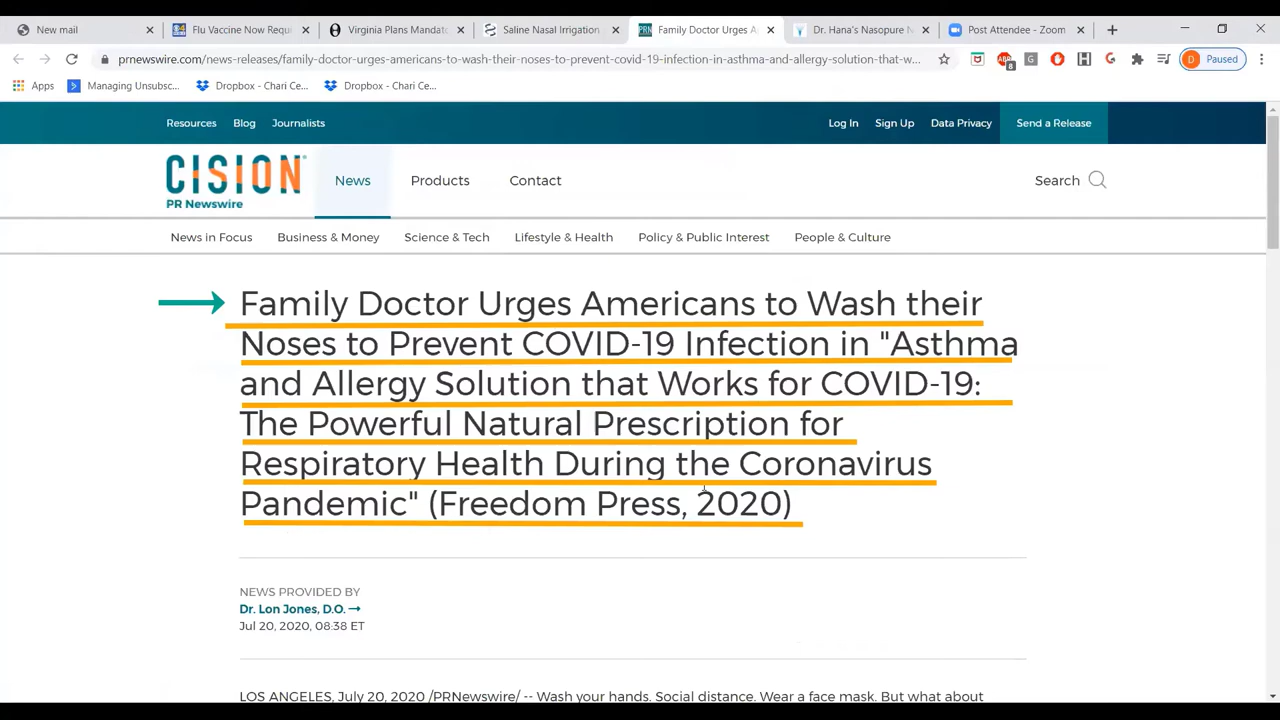 New mail
Flu Vaccine Now Requ
Virginia Plans Mandat
Saline Nasal Irrigation
Family Doctor Urges A
Dr. Hana's Nasopure N
Post Attendee - Zoom
prnewswire.com/news-releases/family-doctor-urges-americans-to-wash-their-noses-to-prevent-covid-19-infection-in-asthma-and-allergy-solution-that-w...
Paused
Apps
Managing Unsubsc...
Dropbox - Chari Ce...
Dropbox - Chari Ce...
Resources Blog Journalists
Log In Sign Up Data Privacy Send a Release
CISION
PR Newswire
News Products Contact
Search
News in Focus Business & Money Science & Tech Lifestyle & Health Policy & Public Interest People & Culture
Family Doctor Urges Americans to Wash their
Noses to Prevent COVID-19 Infection in "Asthma
and Allergy Solution that Works for COVID-19:
The Powerful Natural Prescription for
Respiratory Health During the Coronavirus
Pandemic" (Freedom Press, 2020)
NEWS PROVIDED BY
Dr. Lon Jones, D.O.
Jul 20, 2020, 08:38 ET
LOS ANGELES, July 20, 2020 /PRNewswire/ -- Wash your hands. Social distance. Wear a face mask. But what about